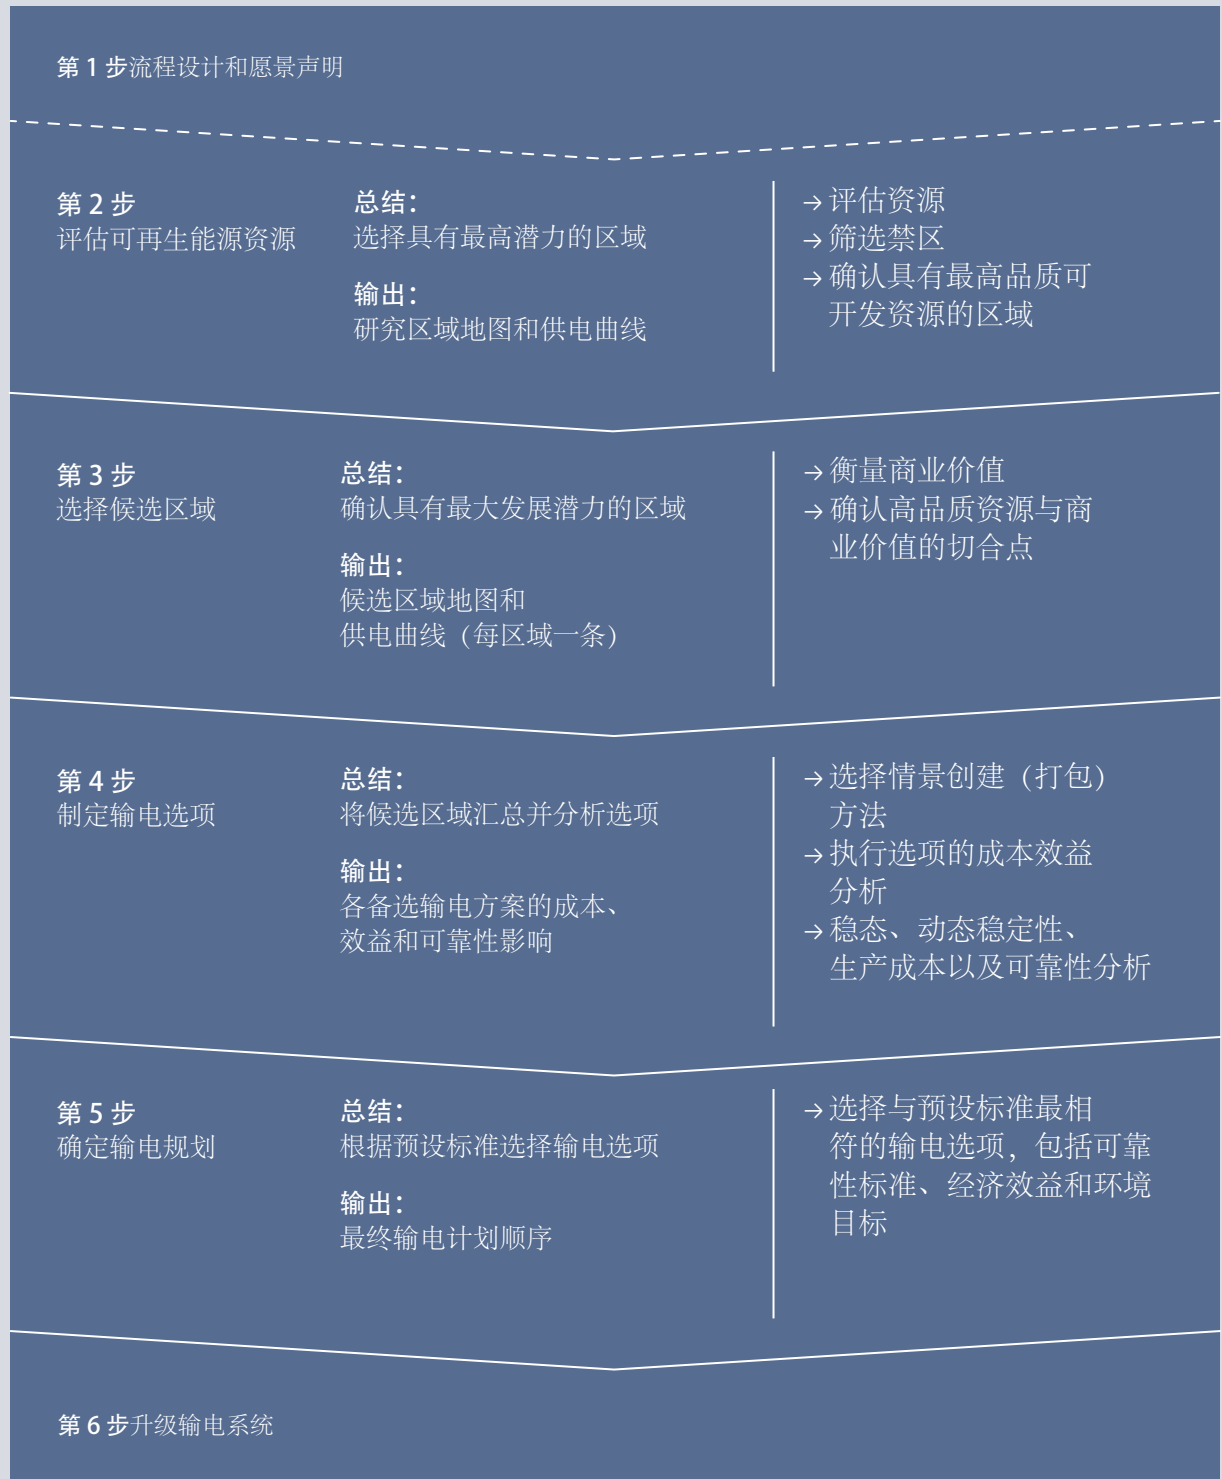 第 1 步流程设计和愿景声明
第 2 步
评估可再生能源资源
总结：
选择具有最高潜力的区域
输出：
研究区域地图和供电曲线
→评估资源
→筛选禁区
→确认具有最高品质可
开发资源的区域
第 3 步
选择候选区域
总结：
确认具有最大发展潜力的区域
输出：
候选区域地图和
供电曲线（每区域一条）
→衡量商业价值
→确认高品质资源与商
业价值的切合点
第 4 步
制定输电选项
总结：
将候选区域汇总并分析选项
输出：
各备选输电方案的成本、
效益和可靠性影响
→选择情景创建（打包）
方法
→执行选项的成本效益
分析
→稳态、动态稳定性、
生产成本以及可靠性分析
第 5 步
确定输电规划
总结：
根据预设标准选择输电选项
输出：
最终输电计划顺序
→选择与预设标准最相
符的输电选项，包括可靠
性标准、经济效益和环境
目标
第 6 步升级输电系统